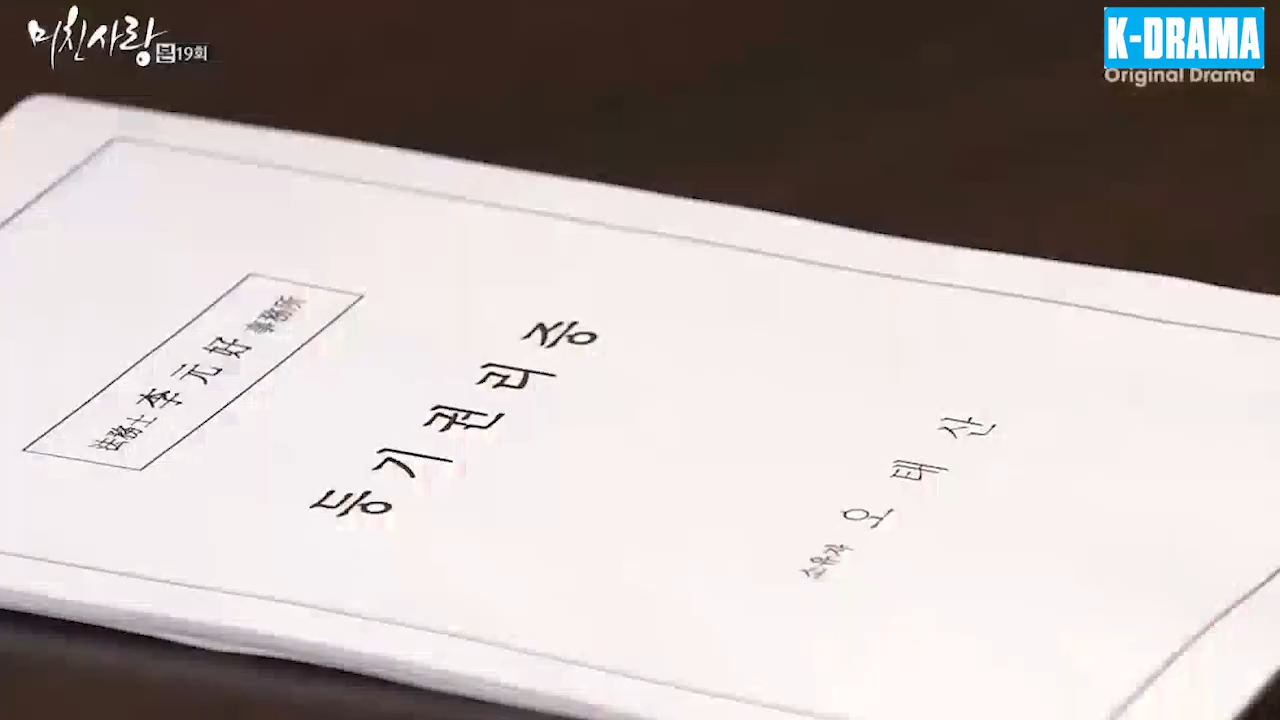 미친사랑
본 19회
K-DRAMA
Original Drama
法務士 李元好 事務所
등기권리증
소유자 오태산